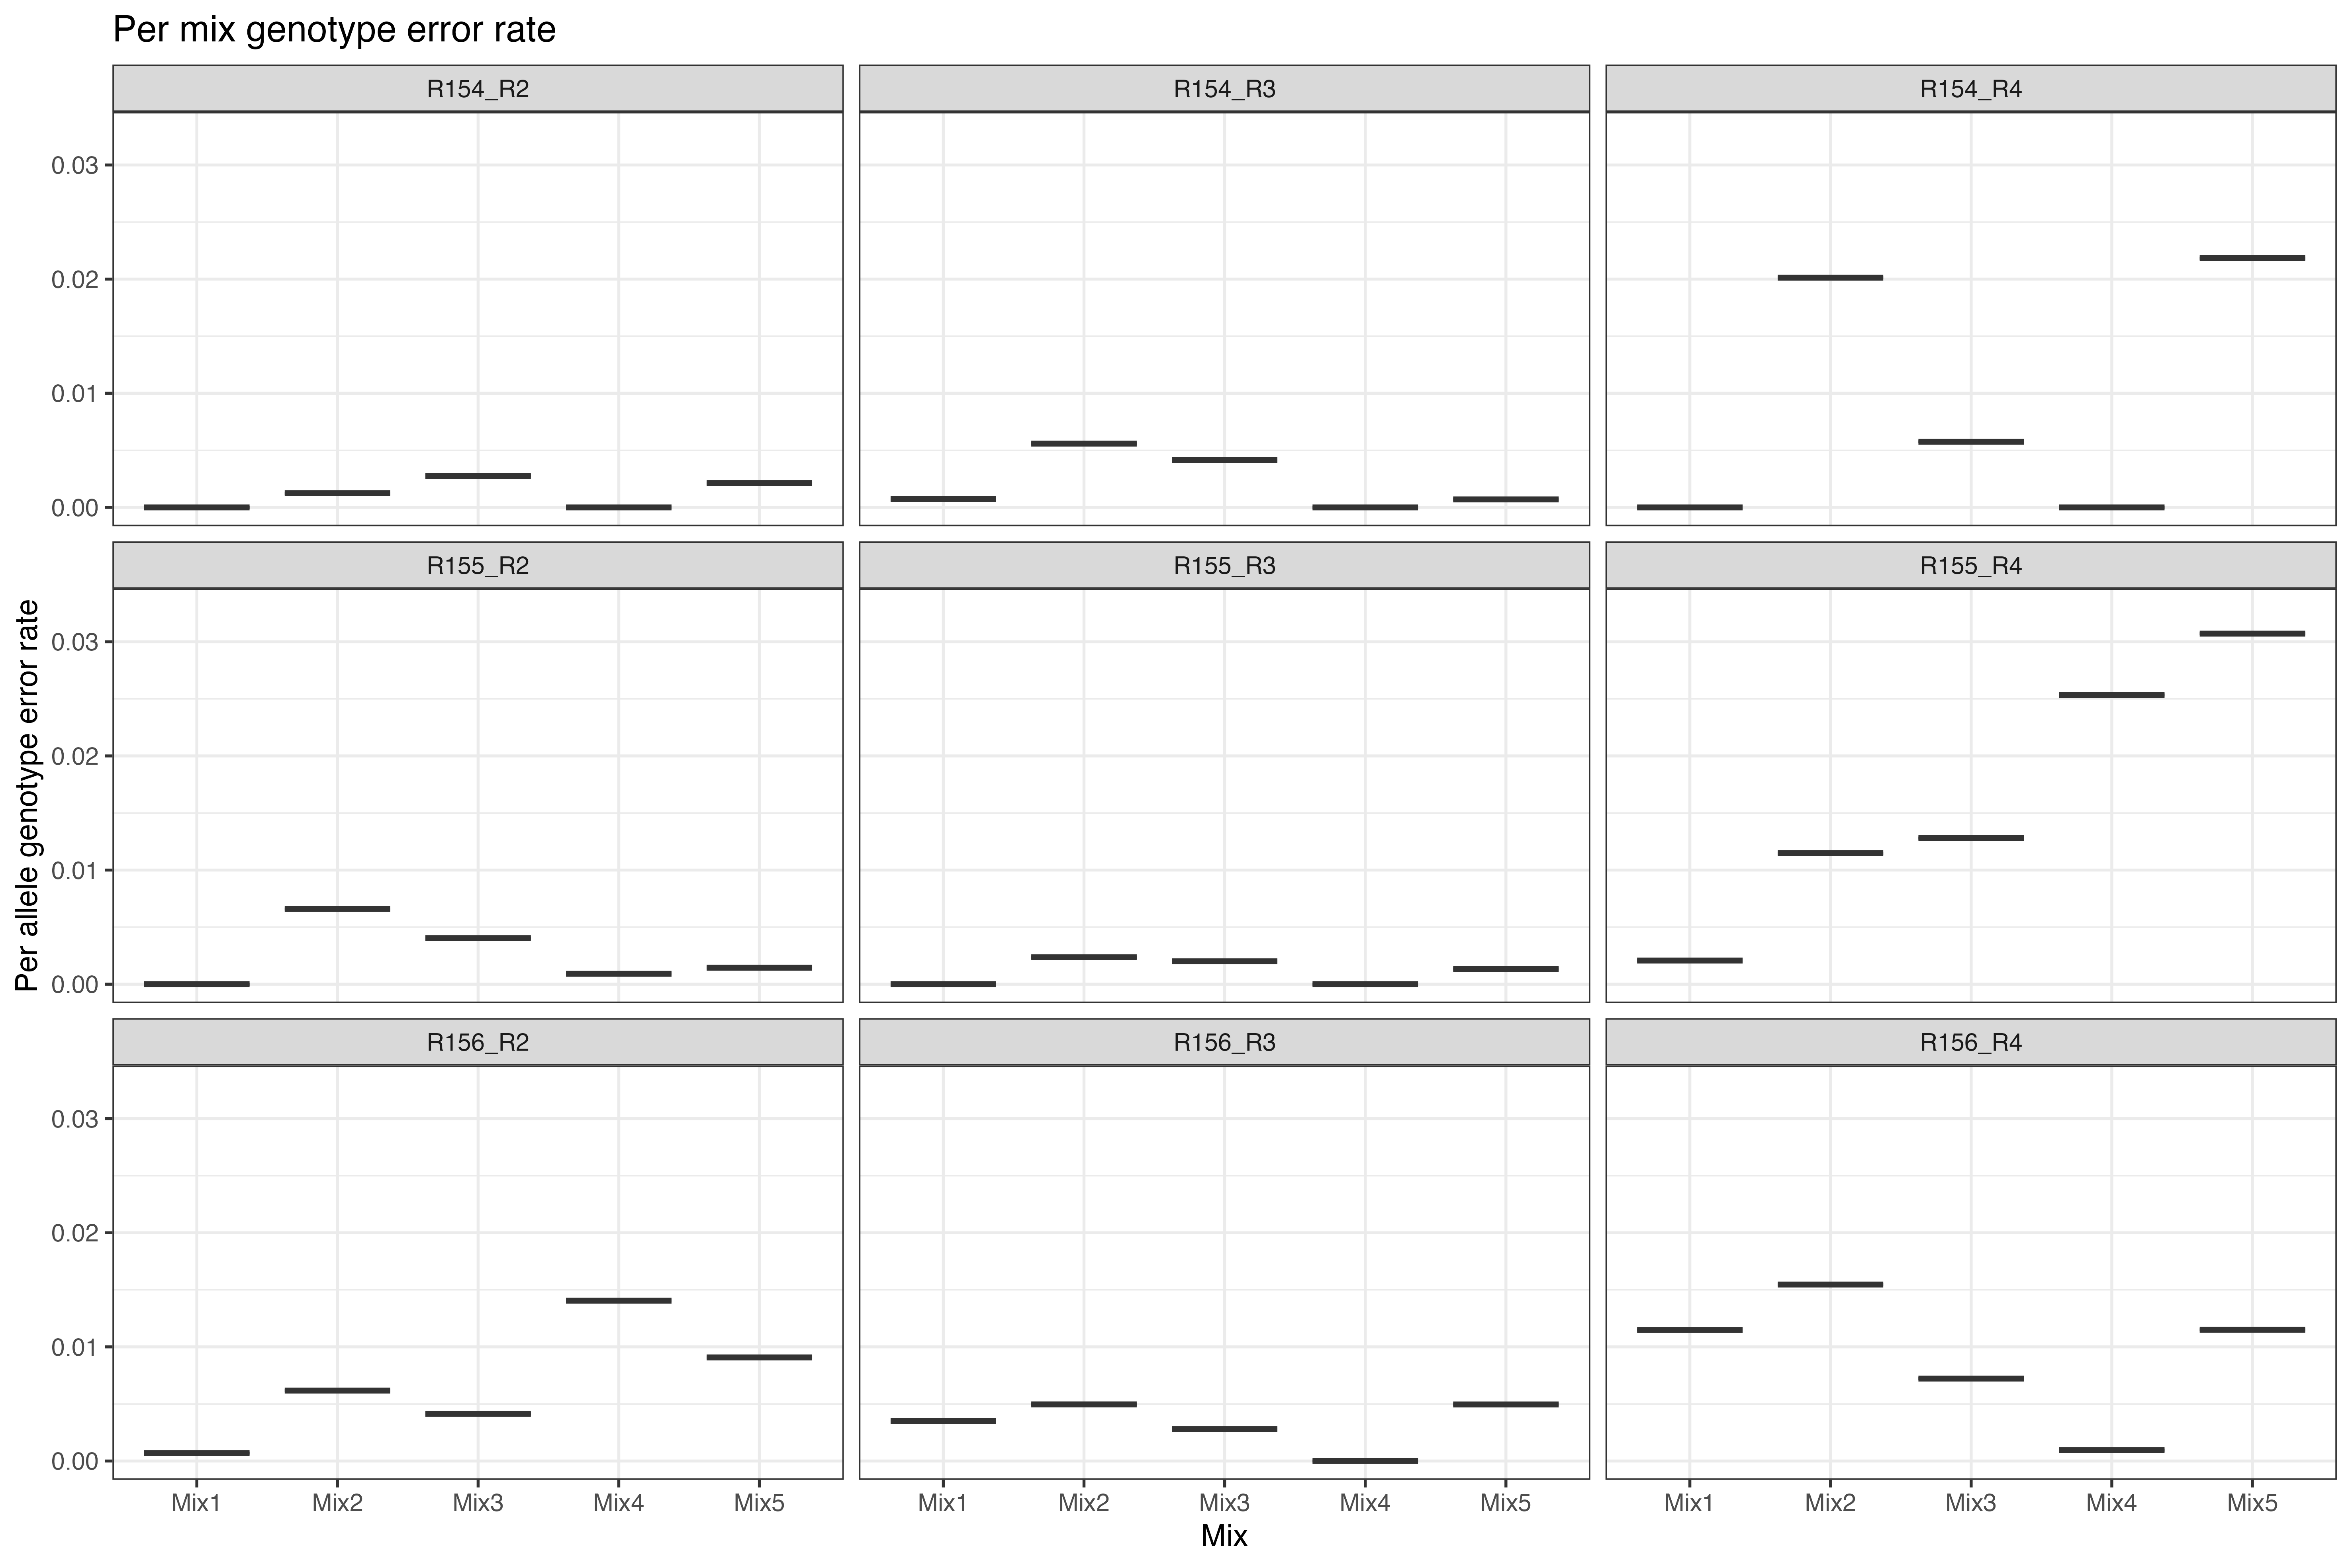 Per mix genotype error rate
R154_R2 R154_R3 R154_R4
0.03
0.02
0.01
0.00
R155_R2 R155_R3 R155_R4
Per allele genotype error rate
0.03
0.02
0.01
0.00
R156_R2 R156_R3 R156_R4
0.03
0.02
0.01
0.00
Mix1 Mix2 Mix3 Mix4 Mix5 Mix1 Mix2 Mix3 Mix4 Mix5 Mix1 Mix2 Mix3 Mix4 Mix5
Mix